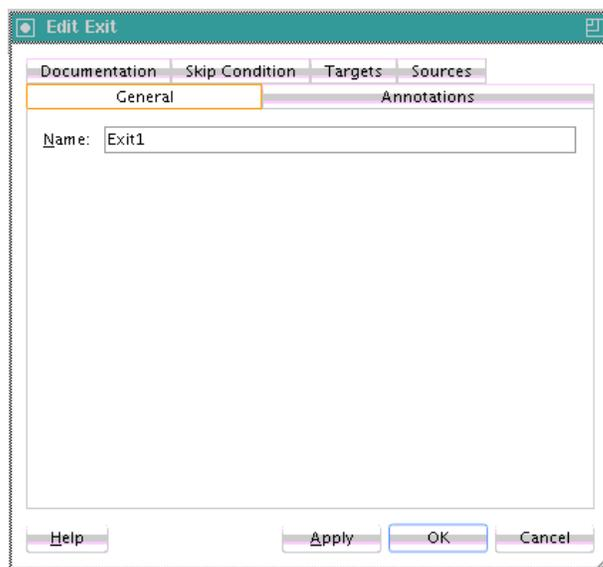 Edit Exit
Documentation Skip Condition Targets Sources
General Annotations
Name: Exit1
Help Apply OK Cancel